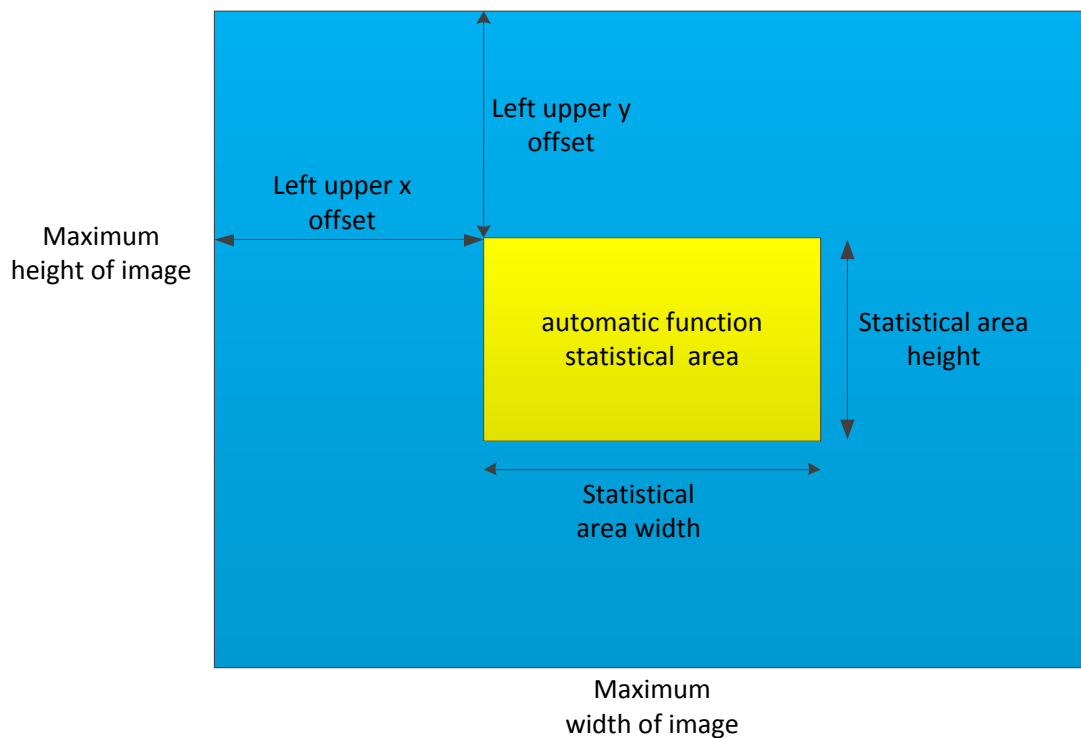 Left upper y
offset
Left upper x
offset
Maximum
height of image
automatic function
statistical area
Statistical area
height
Statistical
area width
Maximum
width of image